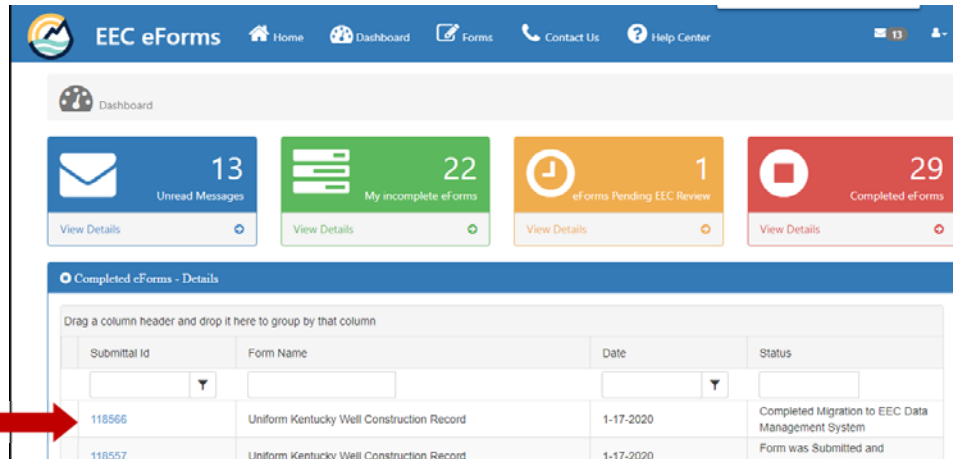 EEC eForms Home Dashboard Forms Contact Us Help Center 13
Dashboard
13
Unread Messages
View Details
22
My incomplete eForms
View Details
1
eForms Pending EEC Review
View Details
29
Completed eForms
View Details
Completed eForms - Details
Drag a column header and drop it here to group by that column
Submittal Id Form Name Date Status
118566 Uniform Kentucky Well Construction Record 1-17-2020 Completed Migration to EEC Data
Management System
118557 Uniform Kentucky Well Construction Record 1-17-2020 Form was Submitted and